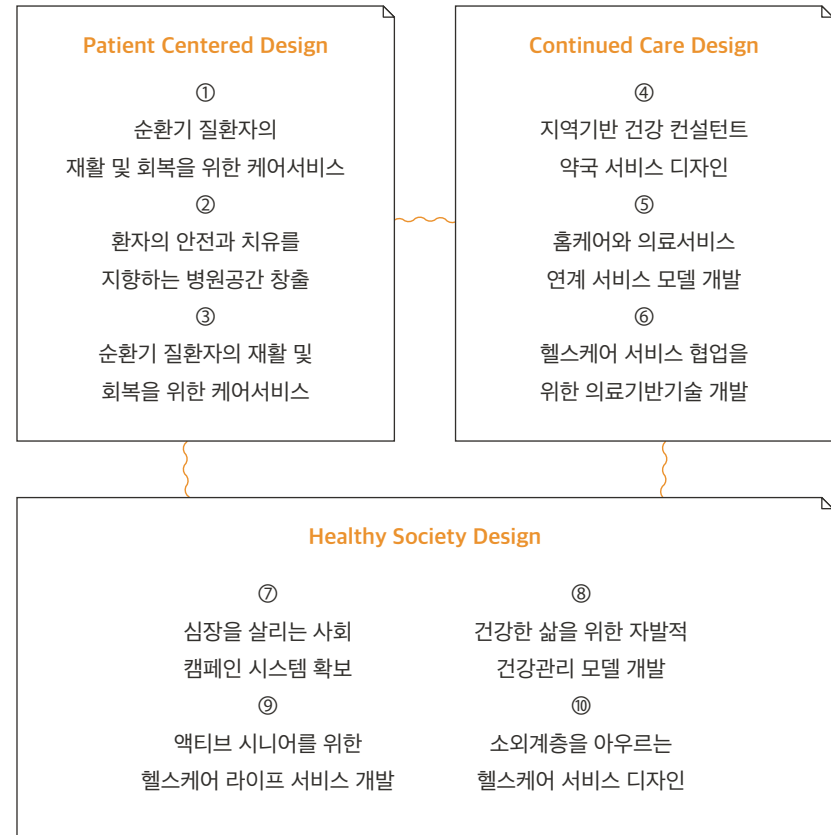 Patient Centered Design
①
순환기 질환자의
재활 및 회복을 위한 케어서비스
②
환자의 안전과 치유를
지향하는 병원공간 창출
③
순환기 질환자의 재활 및
회복을 위한 케어서비스
Continued Care Design
④
지역기반 건강 컨설턴트
약국 서비스 디자인
⑤
홈케어와 의료서비스
연계 서비스 모델 개발
⑥
헬스케어 서비스 협업을
위한 의료기반기술 개발
Healthy Society Design
⑦
심장을 살리는 사회
캠페인 시스템 확보
⑧
건강한 삶을 위한 자발적
건강관리 모델 개발
⑨
액티브 시니어를 위한
헬스케어 라이프 서비스 개발
⑩
소외계층을 아우르는
헬스케어 서비스 디자인